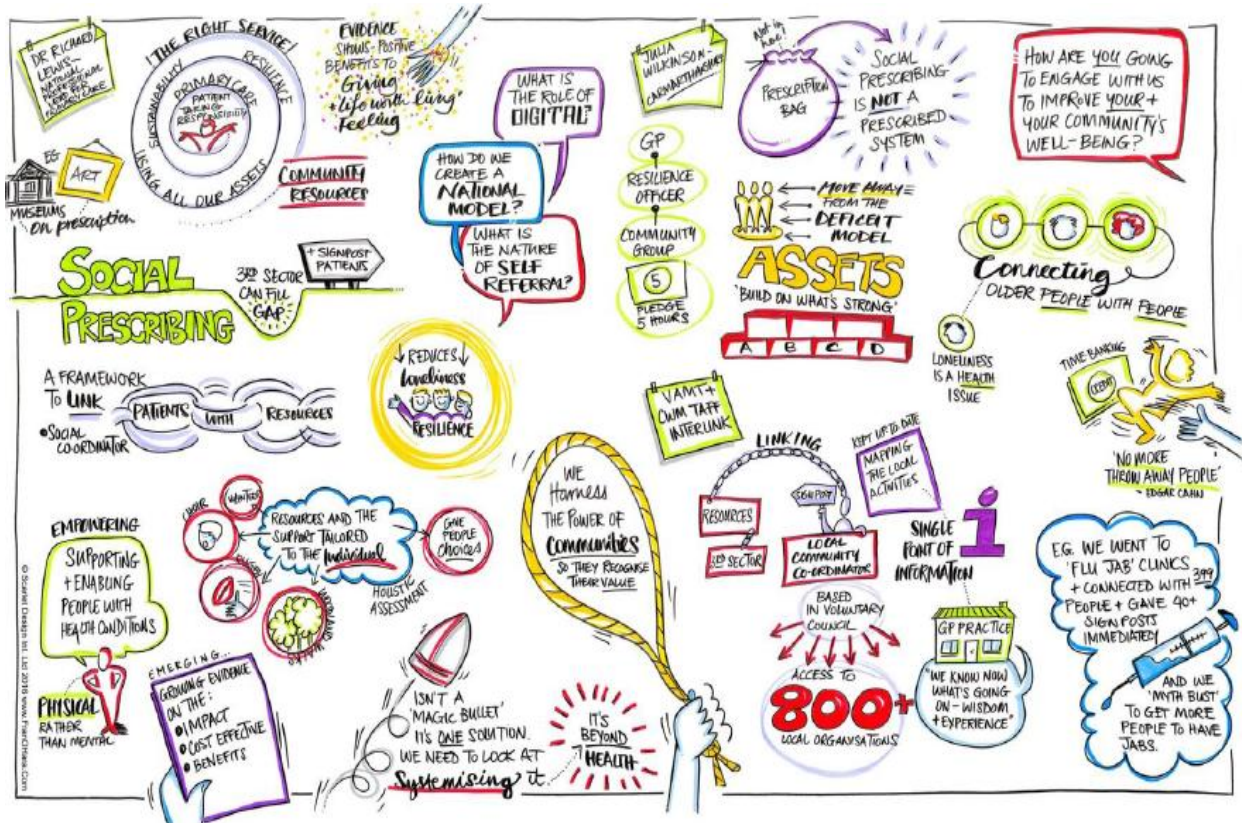 DR RICHARD
LEWIS -
NATIONAL
PROFESSIONAL
LEAD FOR
PRIMARY CARE
'THE RIGHT SERVICE'
SUSTAINABILITY
RESILIENCE
PRIMARY CARE
PATIENT
TAKING
RESPONSIBILITY
USING ALL OUR ASSETS
COMMUNITY
RESOURCES
EG
ART
MUSEUMS
on prescription
EVIDENCE
SHOWS - POSITIVE
BENEFITS TO
Giving
+ "Life worth living"
Feeling
WHAT IS
THE ROLE OF
DIGITAL?
HOW DO WE
CREATE A
NATIONAL
MODEL?
WHAT IS
THE NATURE
OF SELF
REFERRAL?
SOCIAL
PRESCRIBING
3RD SECTOR
CAN FILL
GAP
+ SIGNPOST
PATIENTS
A FRAMEWORK
TO LINK
• SOCIAL
CO-ORDINATOR
PATIENTS WITH RESOURCES
REDUCES
loneliness
RESILIENCE
EMPOWERING
SUPPORTING
+ ENABLING
PEOPLE WITH
HEALTH CONDITIONS
PHYSICAL
RATHER
THAN MENTAL
CHOIR
VOLUNTEER
WOODLAND WALKS
RESOURCES AND THE
SUPPORT TAILORED
TO THE Individual
GIVE
PEOPLE
choices
HOLISTIC
ASSESSMENT
EMERGING...
GROWING EVIDENCE
ON THE:
• IMPACT
• COST EFFECTIVE
• BENEFITS
ISN'T A
'MAGIC BULLET'
IT'S ONE SOLUTION.
WE NEED TO LOOK AT
Systemising it.
IT'S
BEYOND
HEALTH
WE
Harness
THE POWER OF
communities
SO THEY RECOGNISE
THEIR VALUE
JULIA
WILKINSON -
CARMARTHENSHIRE
Not in
here!
PRESCRIPTION
BAG
SOCIAL
PRESCRIBING
IS NOT A
PRESCRIBED
SYSTEM
HOW ARE YOU GOING
TO ENGAGE WITH US
TO IMPROVE YOUR +
YOUR COMMUNITY'S
WELL-BEING?
GP
RESILIENCE
OFFICER
COMMUNITY
GROUP
5
PLEDGE
5 HOURS
MOVE AWAY
FROM THE
DEFICIT
MODEL
ASSETS
'BUILD ON WHAT'S STRONG'
A B C D
Connecting
OLDER PEOPLE WITH PEOPLE
LONELINESS
IS A HEALTH
ISSUE
TIME BANKING
CREDIT
'NO MORE
THROW AWAY PEOPLE'
- EDGAR CAHN
VAMT +
CWM TAFF
INTERLINK
LINKING
SIGNPOST
RESOURCES
3RD SECTOR
LOCAL
COMMUNITY
CO-ORDINATOR
KEPT UP TO DATE
MAPPING
THE LOCAL
ACTIVITIES
i
SINGLE
POINT OF
INFORMATION
BASED
IN VOLUNTARY
COUNCIL
ACCESS TO
800+
LOCAL ORGANISATIONS
GP PRACTICE
"WE KNOW NOW
WHAT'S GOING
ON - WISDOM
+ EXPERIENCE"
E.G. WE WENT TO
'FLU JAB' CLINICS
+ CONNECTED WITH 399
PEOPLE + GAVE 40+
SIGN POSTS
IMMEDIATELY
AND WE
'MYTH BUST'
TO GET MORE
PEOPLE TO HAVE
JABS.